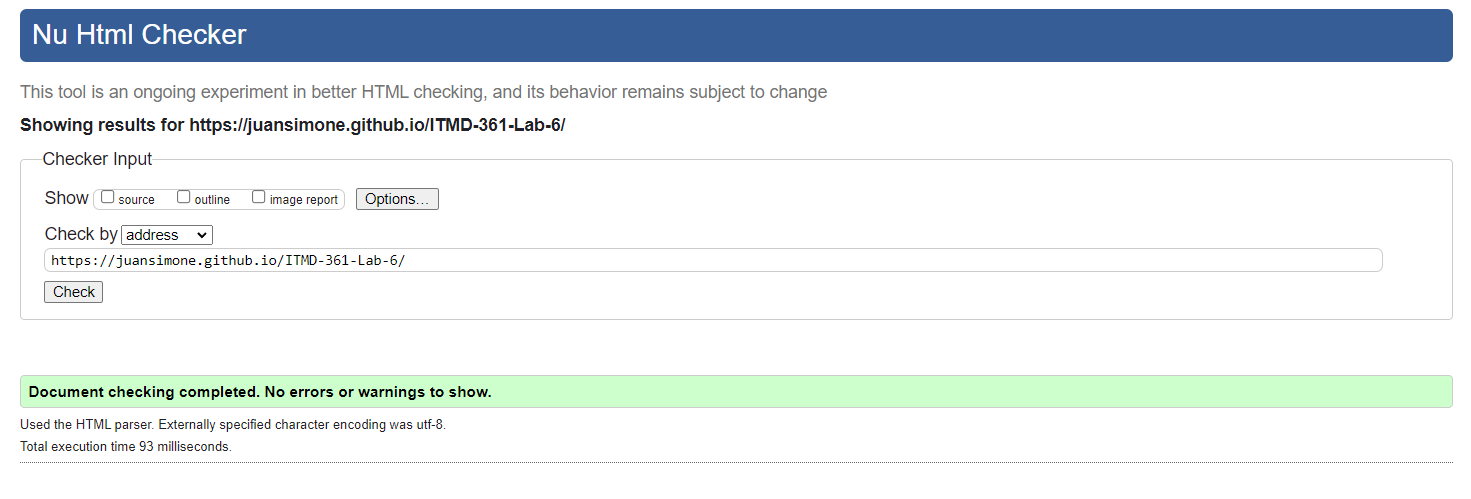 Nu Html Checker
This tool is an ongoing experiment in better HTML checking, and its behavior remains subject to change
Showing results for https://juansimone.github.io/ITMD-361-Lab-6/
Checker Input
Show source outline image report Options...
Check by address
https://juansimone.github.io/ITMD-361-Lab-6/
Check
Document checking completed. No errors or warnings to show.
Used the HTML parser. Externally specified character encoding was utf-8.
Total execution time 93 milliseconds.